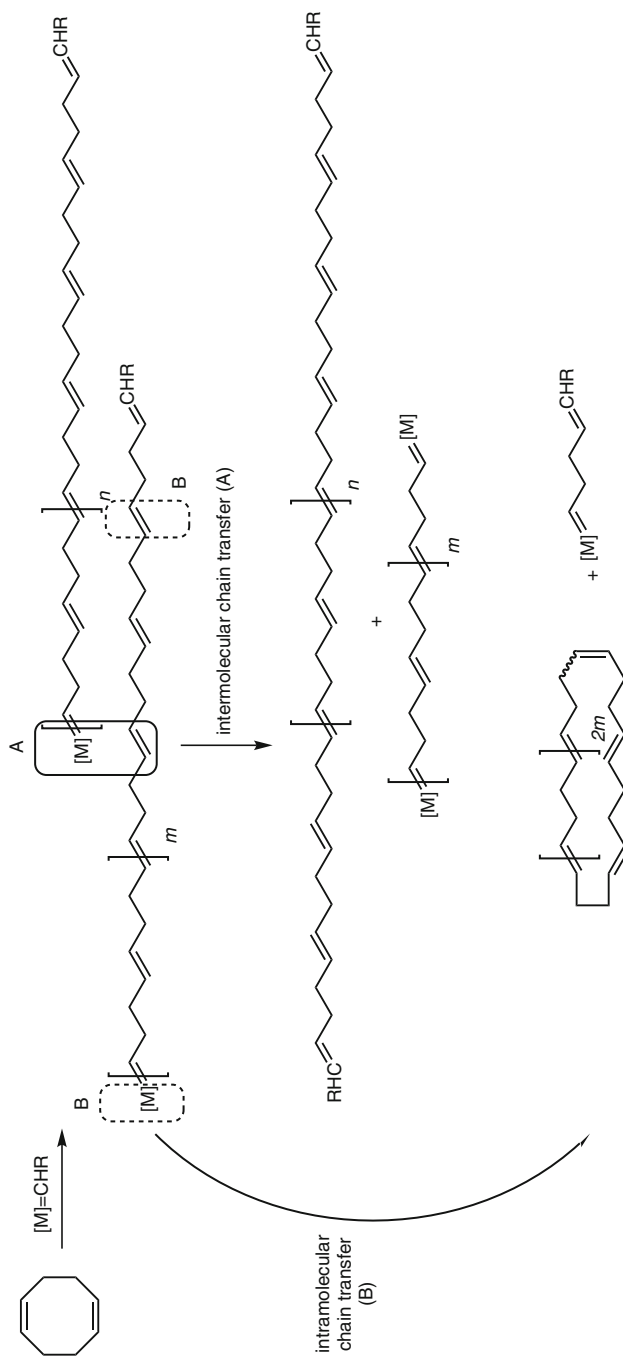 [M]=CHR
A
CHR
[M]
n
B
CHR
B
[M]
m
intermolecular chain transfer (A)
intramolecular
chain transfer
(B)
CHR
RHC
n
+
[M]
[M]
m
CHR
+ [M]
2m